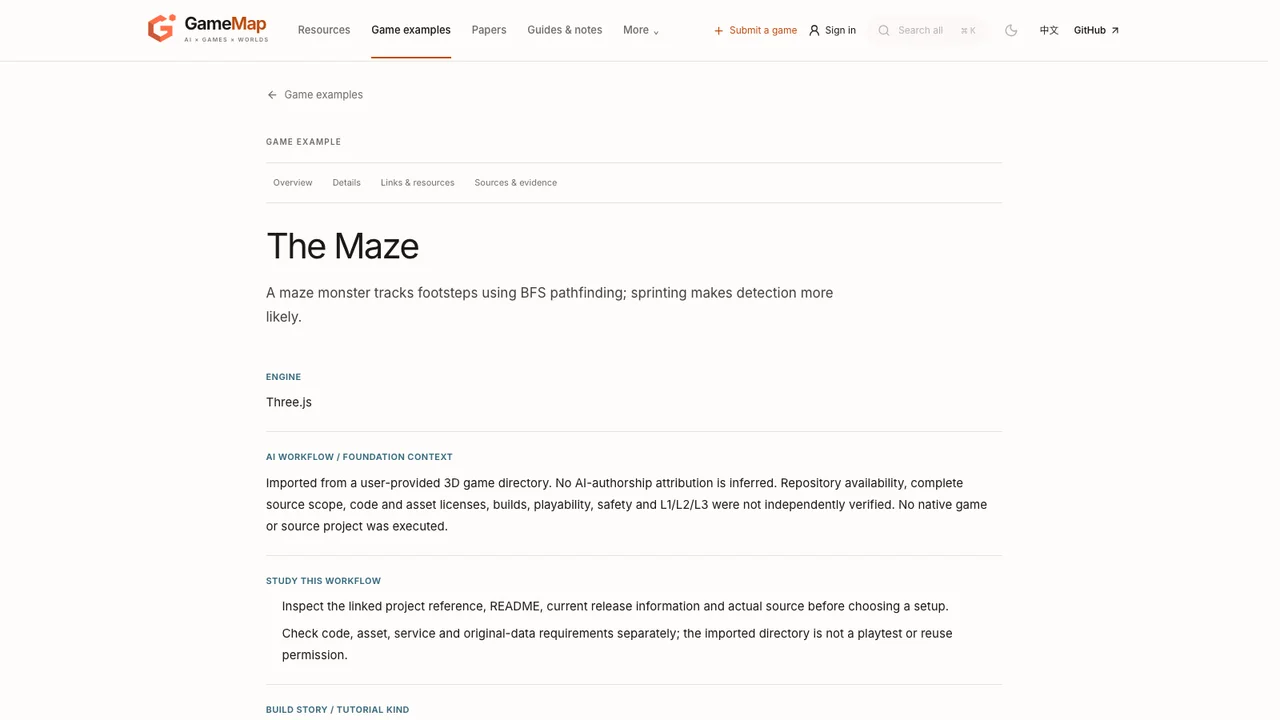 GameMap
AI × GAMES × WORLDS
Resources
Game examples
Papers
Guides & notes
More
Submit a game
Sign in
Search all
⌘ K
中文
GitHub
Game examples
GAME EXAMPLE
Overview
Details
Links & resources
Sources & evidence
The Maze
A maze monster tracks footsteps using BFS pathfinding; sprinting makes detection more
likely.
ENGINE
Three.js
AI WORKFLOW / FOUNDATION CONTEXT
Imported from a user-provided 3D game directory. No AI-authorship attribution is inferred. Repository availability, complete
source scope, code and asset licenses, builds, playability, safety and L1/L2/L3 were not independently verified. No native game
or source project was executed.
STUDY THIS WORKFLOW
Inspect the linked project reference, README, current release information and actual source before choosing a setup.
Check code, asset, service and original-data requirements separately; the imported directory is not a playtest or reuse
permission.
BUILD STORY / TUTORIAL KIND